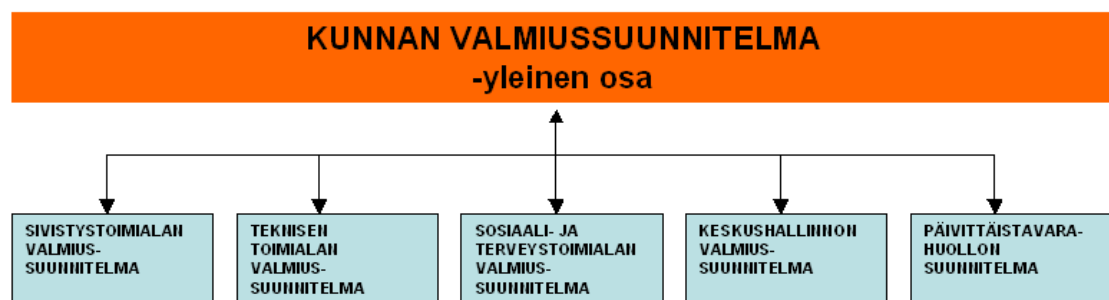 KUNNAN VALMIUSSUUNNITELMA
-yleinen osa
SIVISTYSTOIMIALAN
VALMIUS-
SUUNNITELMA
TEKNISEN
TOIMIALAN
VALMIUS-
SUUNNITELMA
SOSIAALI- JA
TERVEYSTOIMIALAN
VALMIUS-
SUUNNITELMA
KESKUSHALLINNON
VALMIUS-
SUUNNITELMA
PÄIVITTÄISTAVARA-
HUOLLON
SUUNNITELMA